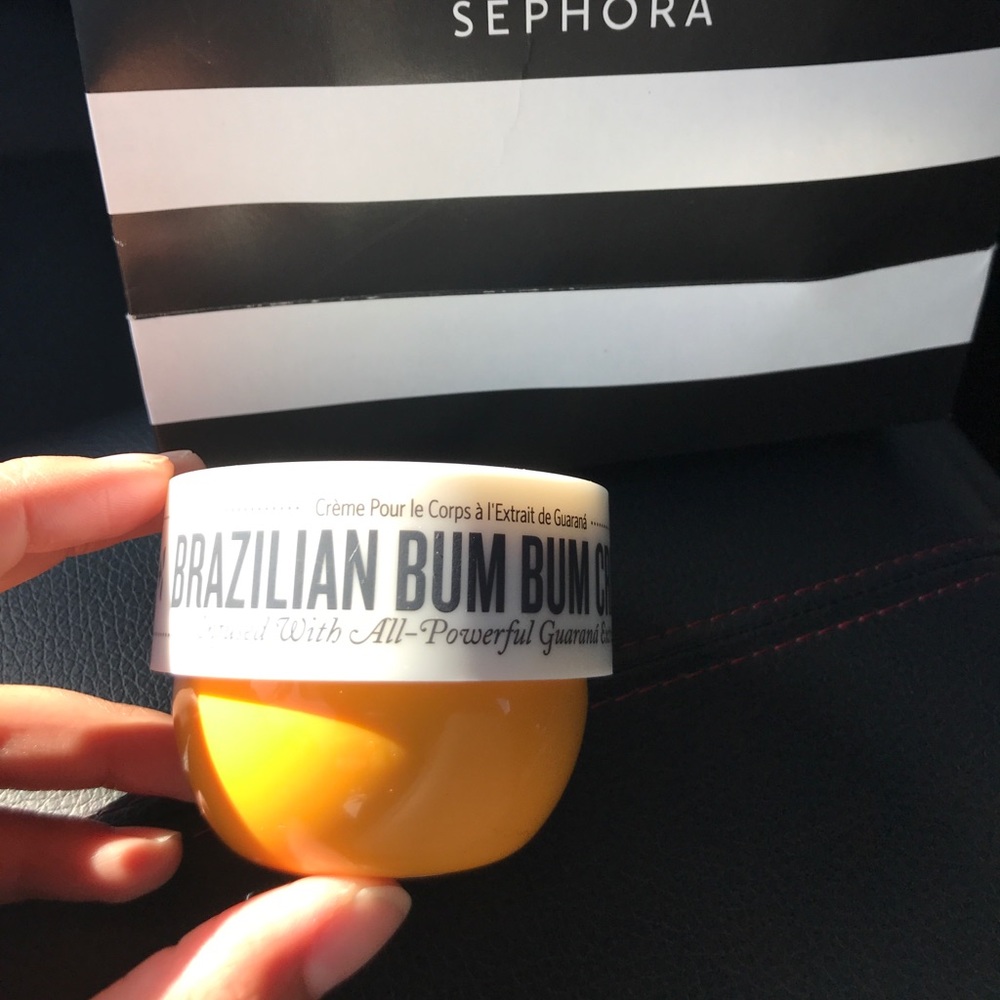 SEPHORA
Crème Pour le Corps à l'Extrait de Guaraná
BRAZILIAN BUM BUM
With All-Powerful Guaraná